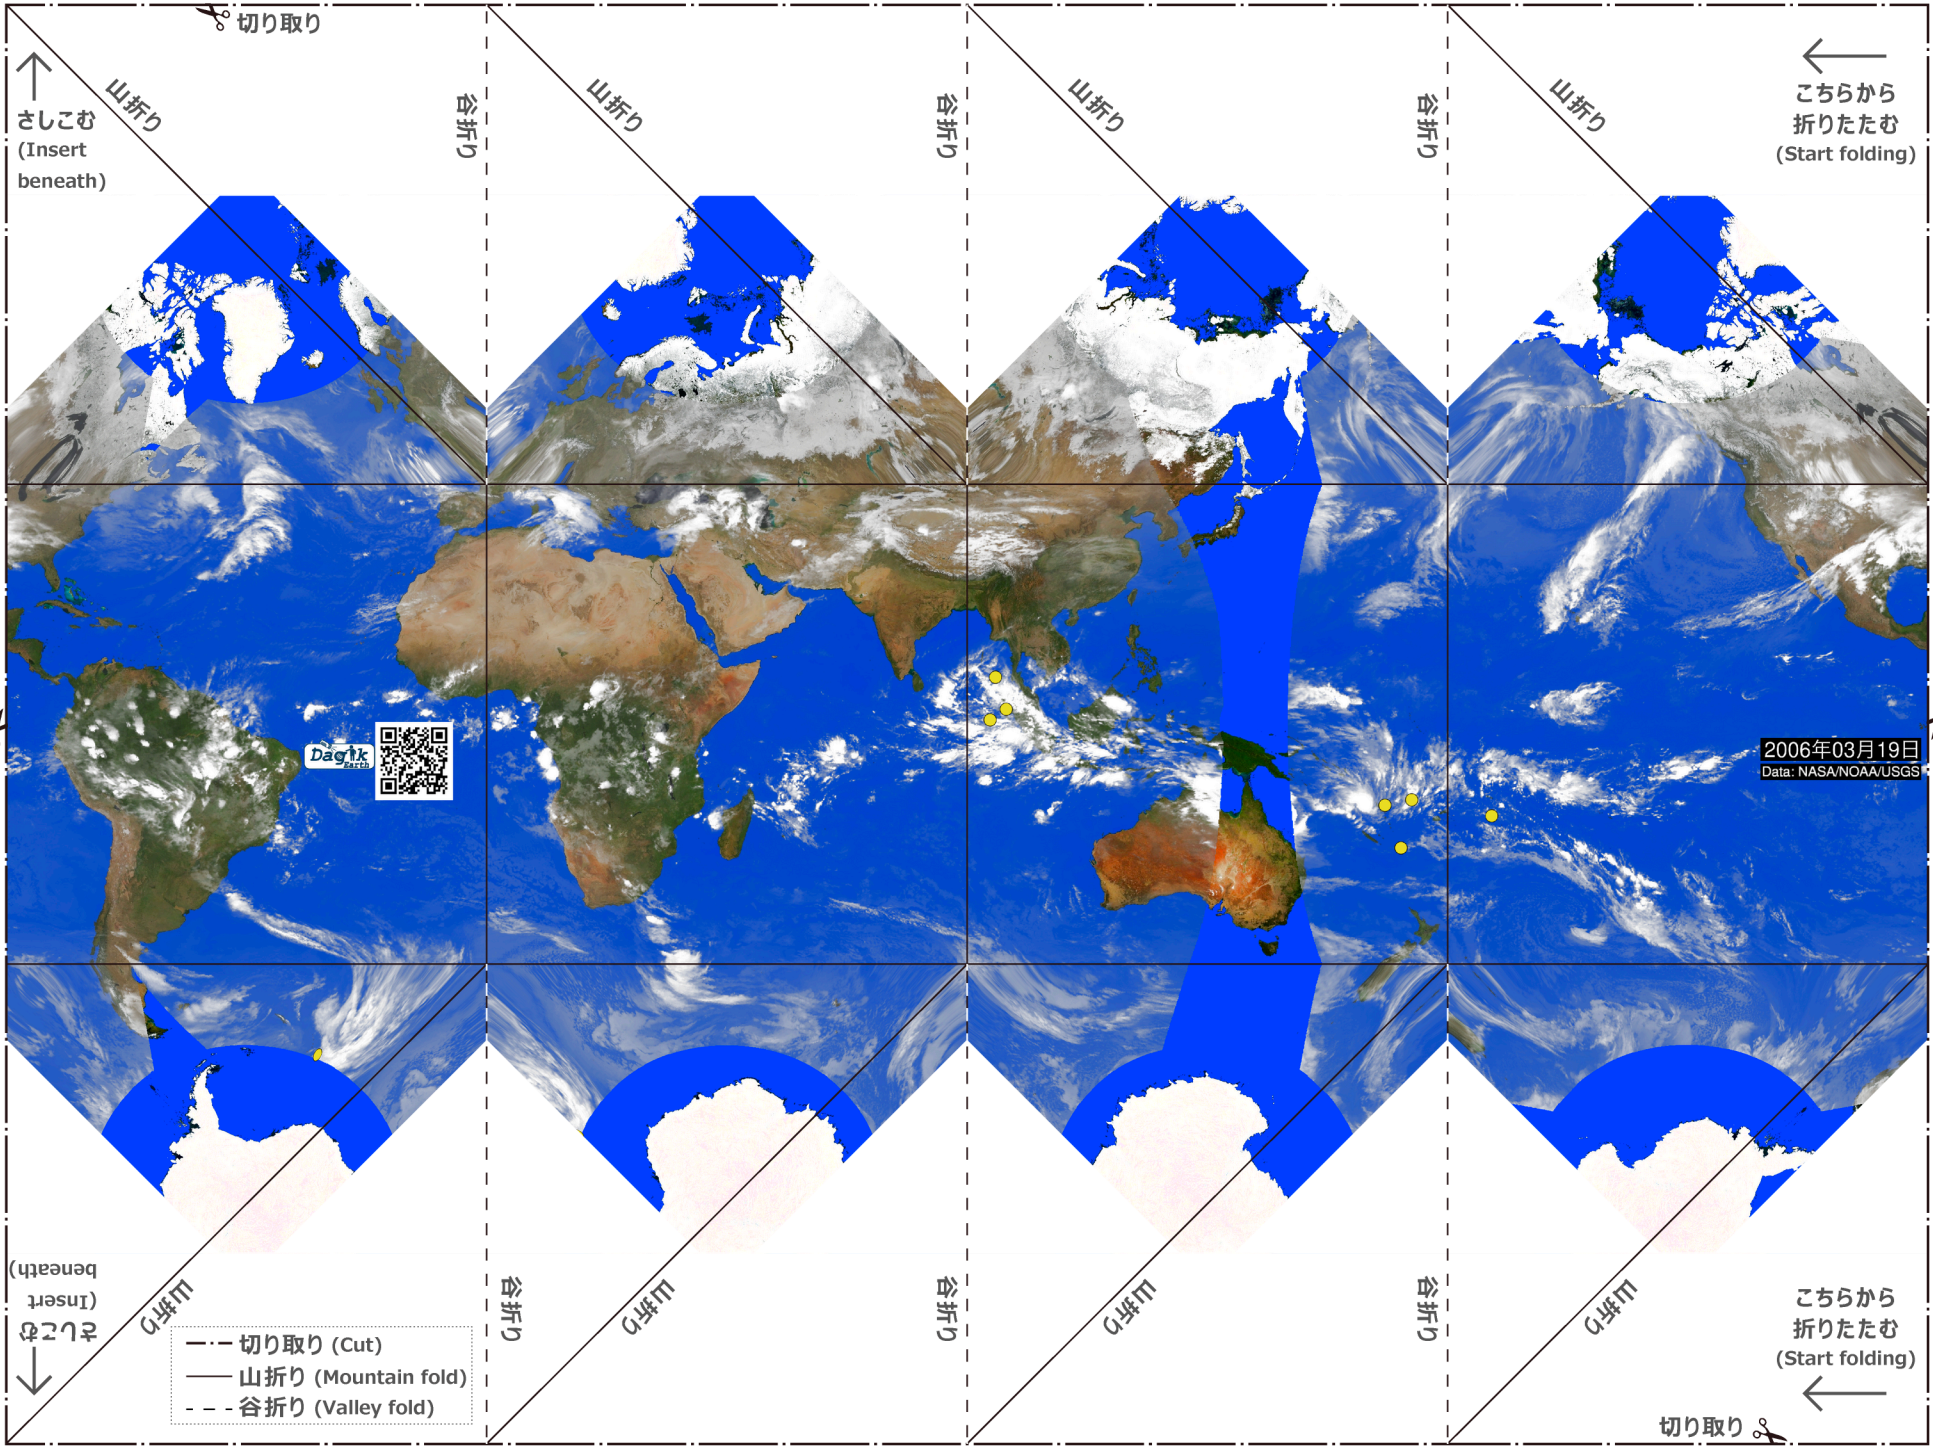 切り取り
山折り
谷折り
山折り
谷折り
山折り
谷折り
山折り
さしこむ
(Insert
beneath)
こちらから
折りたたむ
(Start folding)
Dagik
Earth
2006年03月19日
Data: NASA/NOAA/USGS
さしこむ
(Insert
beneath)
山折り
谷折り
山折り
谷折り
山折り
谷折り
山折り
こちらから
折りたたむ
(Start folding)
切り取り (Cut)
山折り (Mountain fold)
谷折り (Valley fold)
切り取り